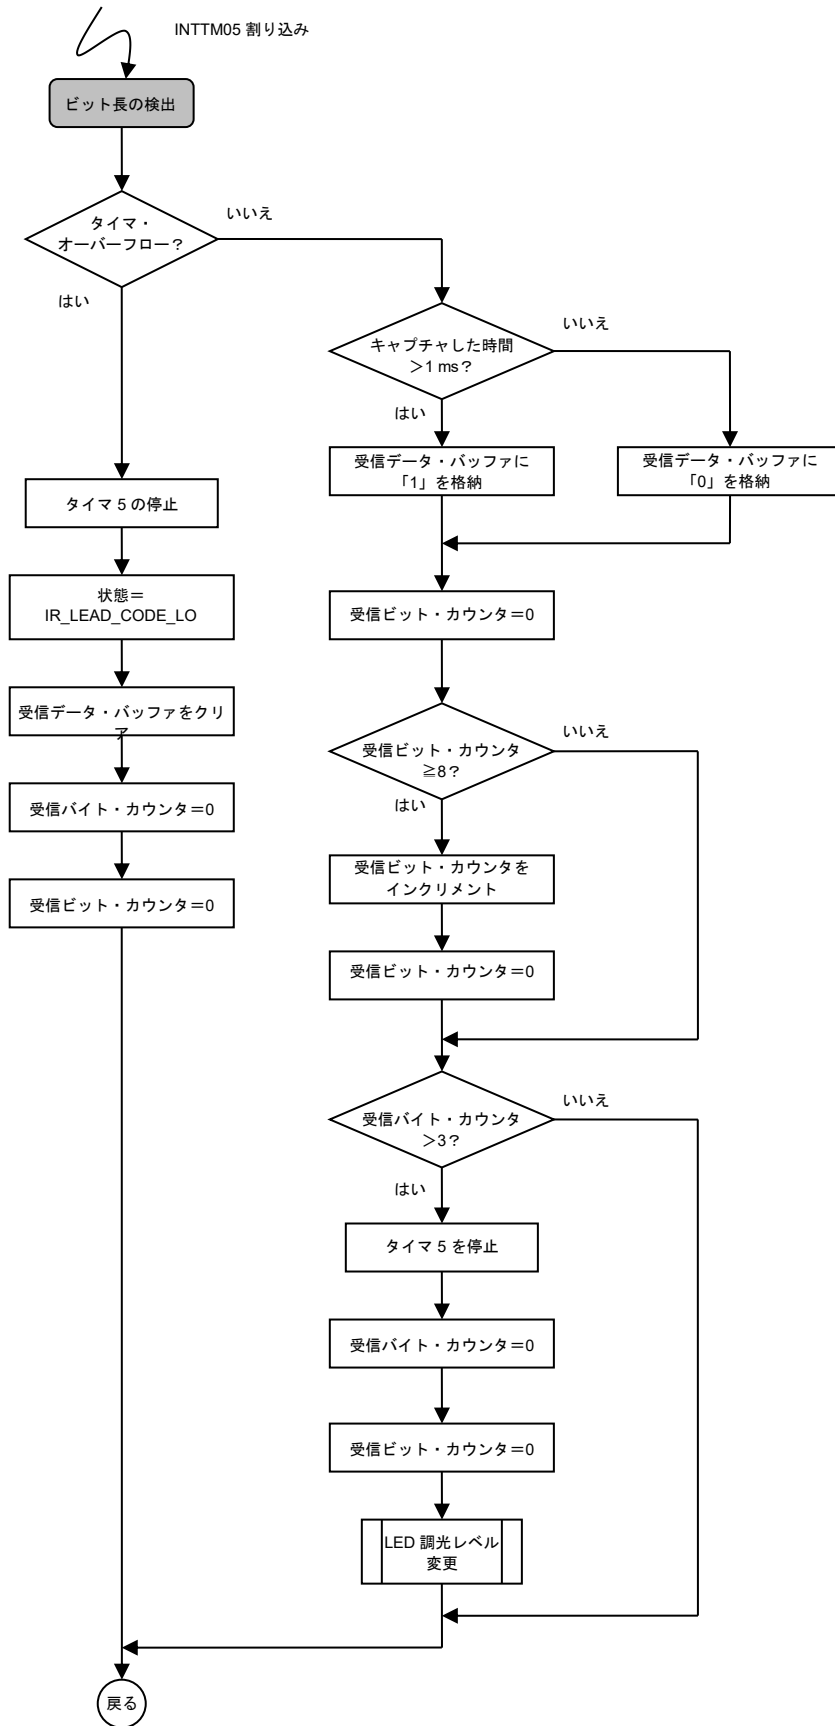 INTTM05 割り込み
ビット長の検出
タイマ・
オーバーフロー?
いいえ
はい
キャプチャした時間
＞1 ms?
いいえ
はい
受信データ・バッファに
「1」を格納
受信データ・バッファに
「0」を格納
タイマ 5 の停止
状態＝
IR_LEAD_CODE_LO
受信データ・バッファをクリ
ア
受信バイト・カウンタ＝0
受信ビット・カウンタ＝0
受信ビット・カウンタ＝0
受信ビット・カウンタ
≧8?
いいえ
はい
受信ビット・カウンタを
インクリメント
受信ビット・カウンタ＝0
受信バイト・カウンタ
＞3?
いいえ
はい
タイマ 5 を停止
受信バイト・カウンタ＝0
受信ビット・カウンタ＝0
LED 調光レベル
変更
戻る